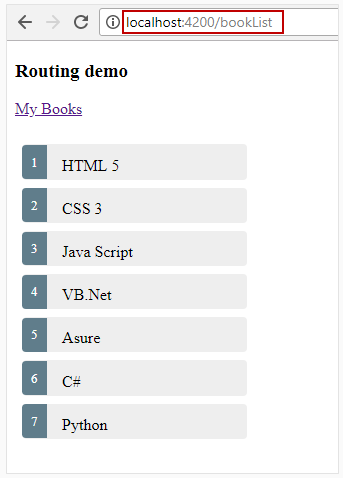 localhost:4200/bookList
Routing demo
My Books
1 HTML 5
2 CSS 3
3 Java Script
4 VB.Net
5 Asure
6 C#
7 Python